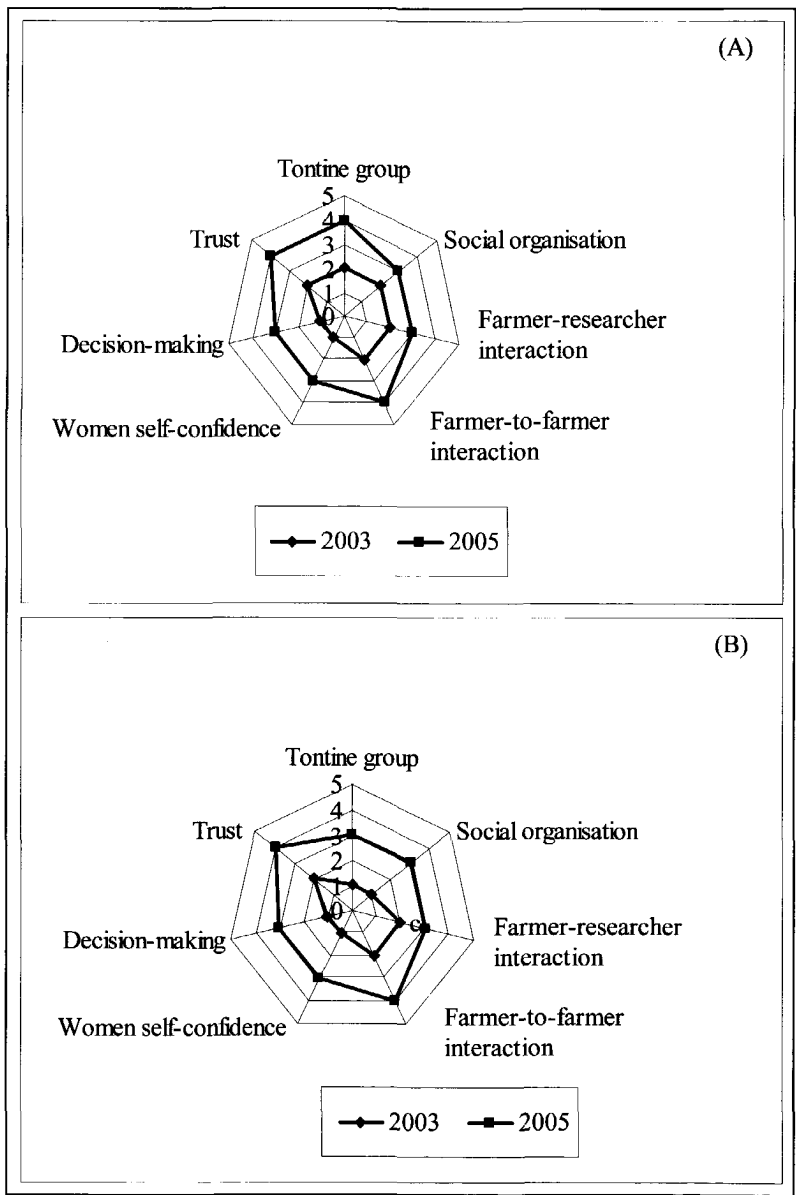 (A)
Tontine group
5
4
3
2
1
0
Trust
Social organisation
Decision-making
Farmer-researcher
interaction
Women self-confidence
Farmer-to-farmer
interaction
2003 2005
(B)
Tontine group
5
4
3
2
1
0
Trust
Social organisation
c
Decision-making
Farmer-researcher
interaction
Women self-confidence
Farmer-to-farmer
interaction
2003 2005